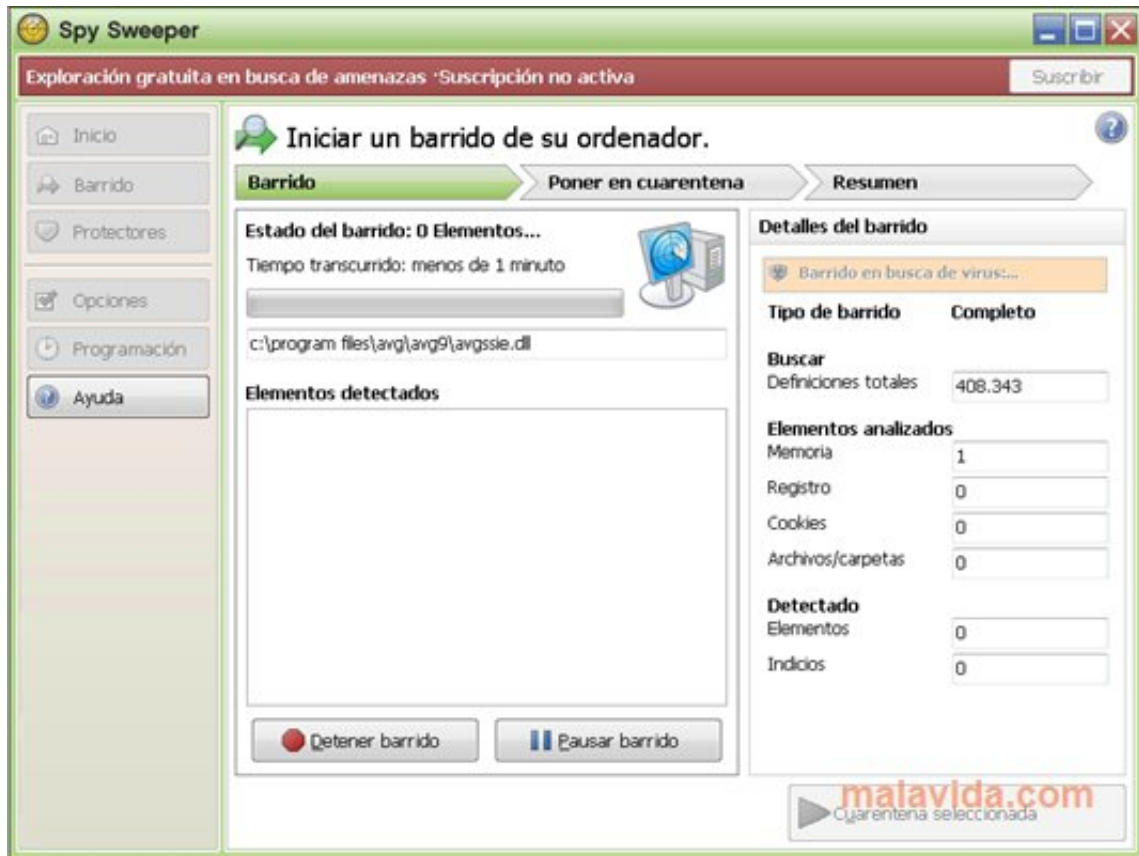 Spy Sweeper
Exploración gratuita en busca de amenazas ·Suscripción no activa
Suscribir
Inicio
Barrido
Protectores
Opciones
Programación
Ayuda
Iniciar un barrido de su ordenador.
Barrido
Poner en cuarentena
Resumen
Estado del barrido: 0 Elementos...
Tiempo transcurrido: menos de 1 minuto
c:\program files\avg\avg9\avgssie.dll
Elementos detectados
Detener barrido
Pausar barrido
Detalles del barrido
Barrido en busca de virus:...
Tipo de barrido Completo
Buscar
Definiciones totales 408.343
Elementos analizados
Memoria 1
Registro 0
Cookies 0
Archivos/carpetas 0
Detectado
Elementos 0
Indicios 0
malavida.com
Cuarentena seleccionada